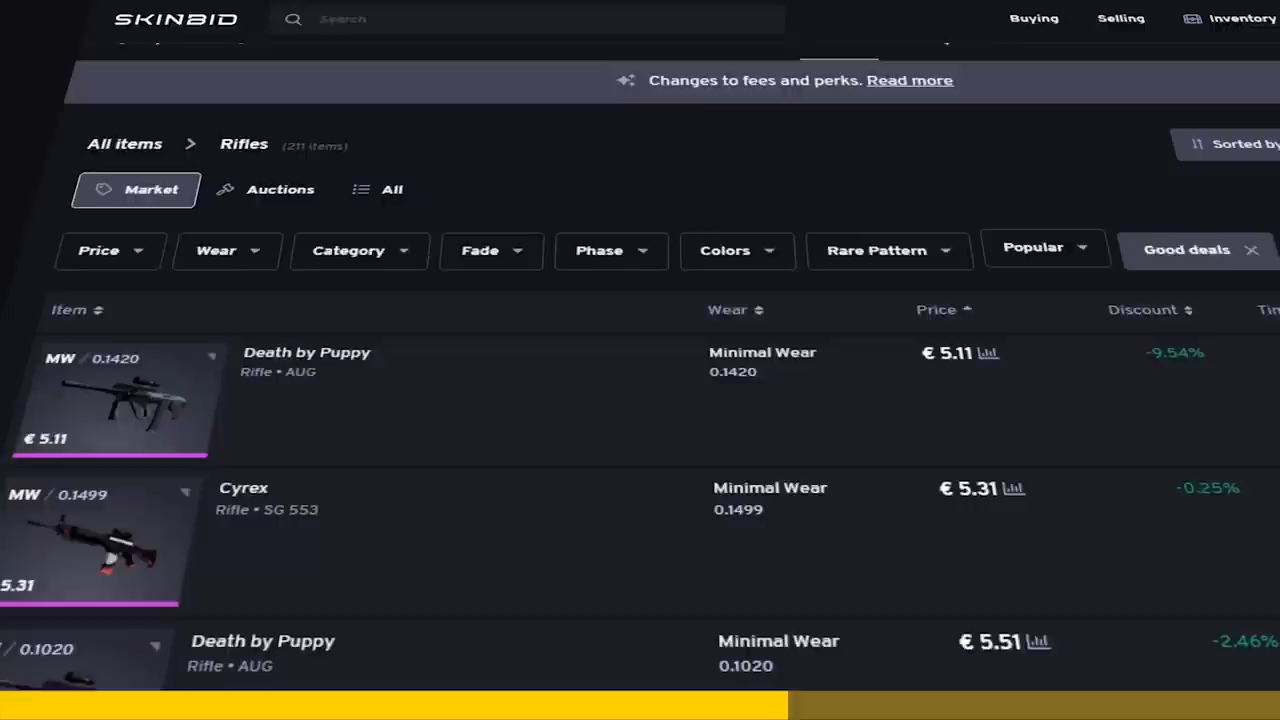 SKINBID
Search
Buying
Selling
Inventory
Changes to fees and perks. Read more
All items > Rifles (211 items)
Sorted by
Market
Auctions
All
Price
Wear
Category
Fade
Phase
Colors
Rare Pattern
Popular
Good deals
Item
Wear
Price
Discount
MW / 0.1420
€ 5.11
Death by Puppy
Rifle • AUG
Minimal Wear
0.1420
€ 5.11
-9.54%
MW / 0.1499
5.31
Cyrex
Rifle • SG 553
Minimal Wear
0.1499
€ 5.31
-0.25%
/ 0.1020
Death by Puppy
Rifle • AUG
Minimal Wear
0.1020
€ 5.51
-2.46%